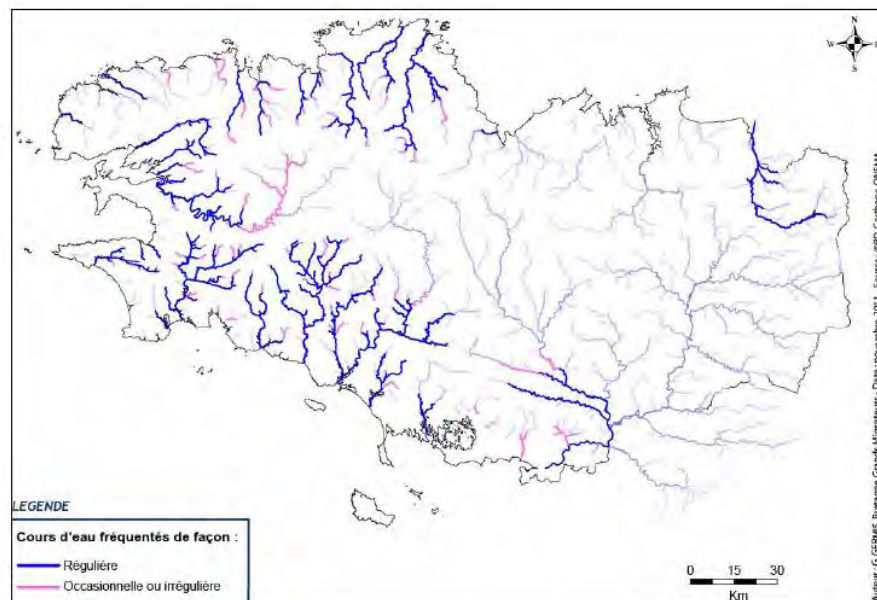 N
W
E
S
LEGENDE
Cours d'eau fréquentés de façon :
Régulière
Occasionnelle ou irrégulière
0 15 30
Km